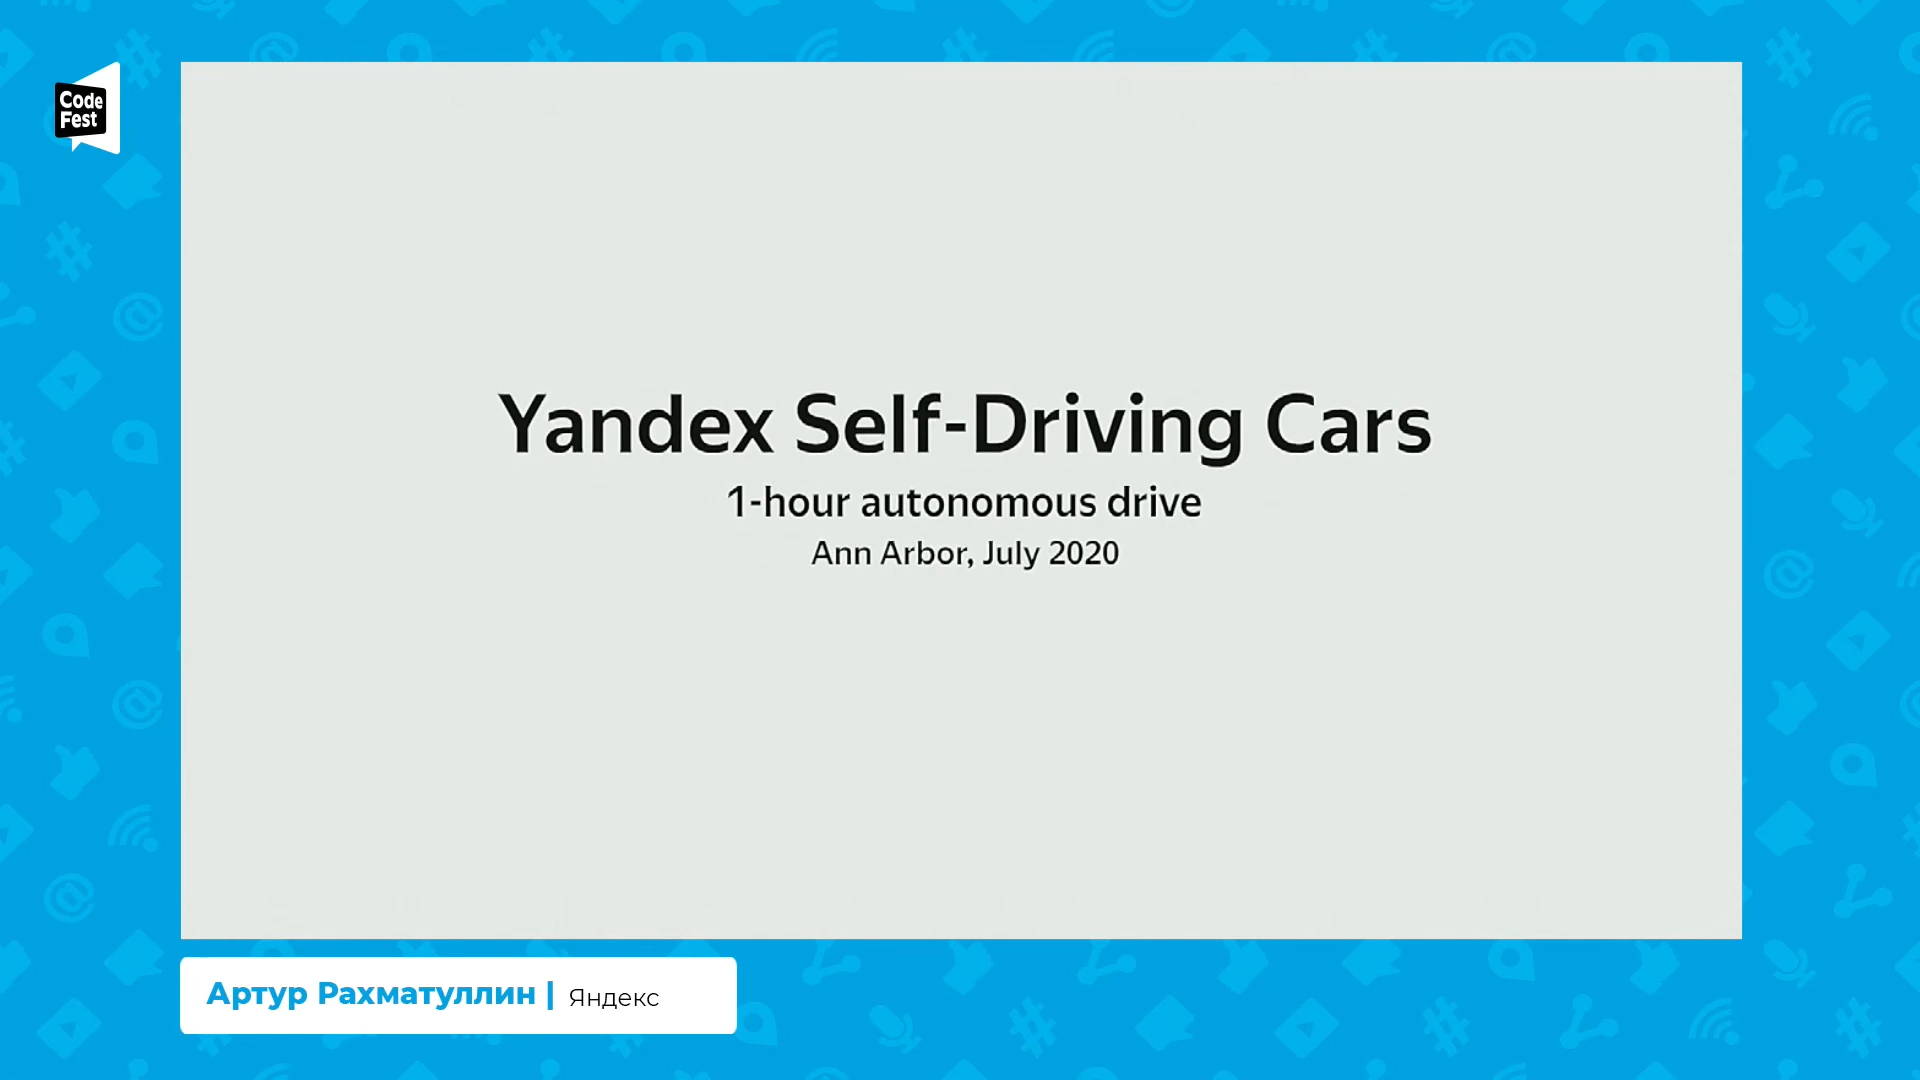 Code
Fest
Yandex Self-Driving Cars
1-hour autonomous drive
Ann Arbor, July 2020
Артур Рахматуллин | Яндекс